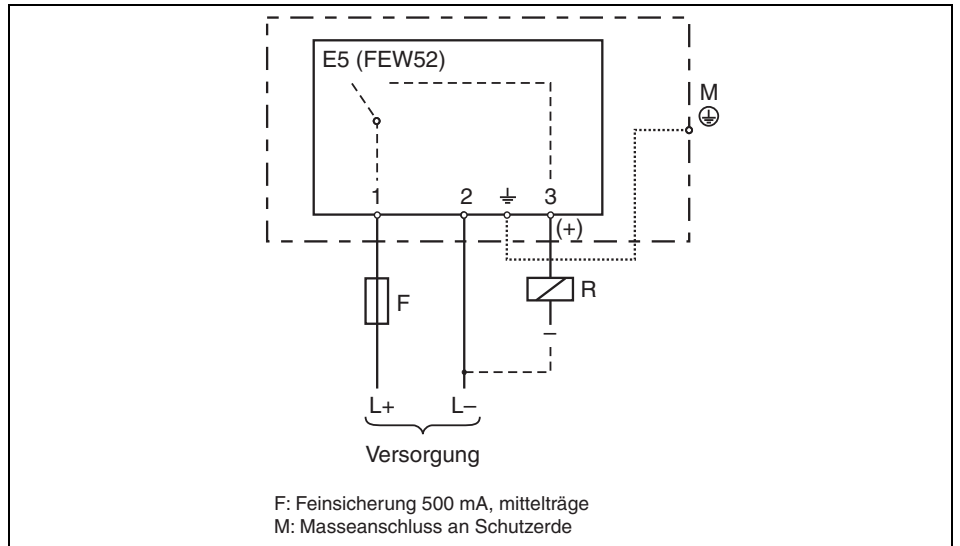 E5 (FEW52)
M
1 2 3
(+)
F
R
–
L+ L–
Versorgung
F: Feinsicherung 500 mA, mittelträge
M: Masseanschluss an Schutzerde